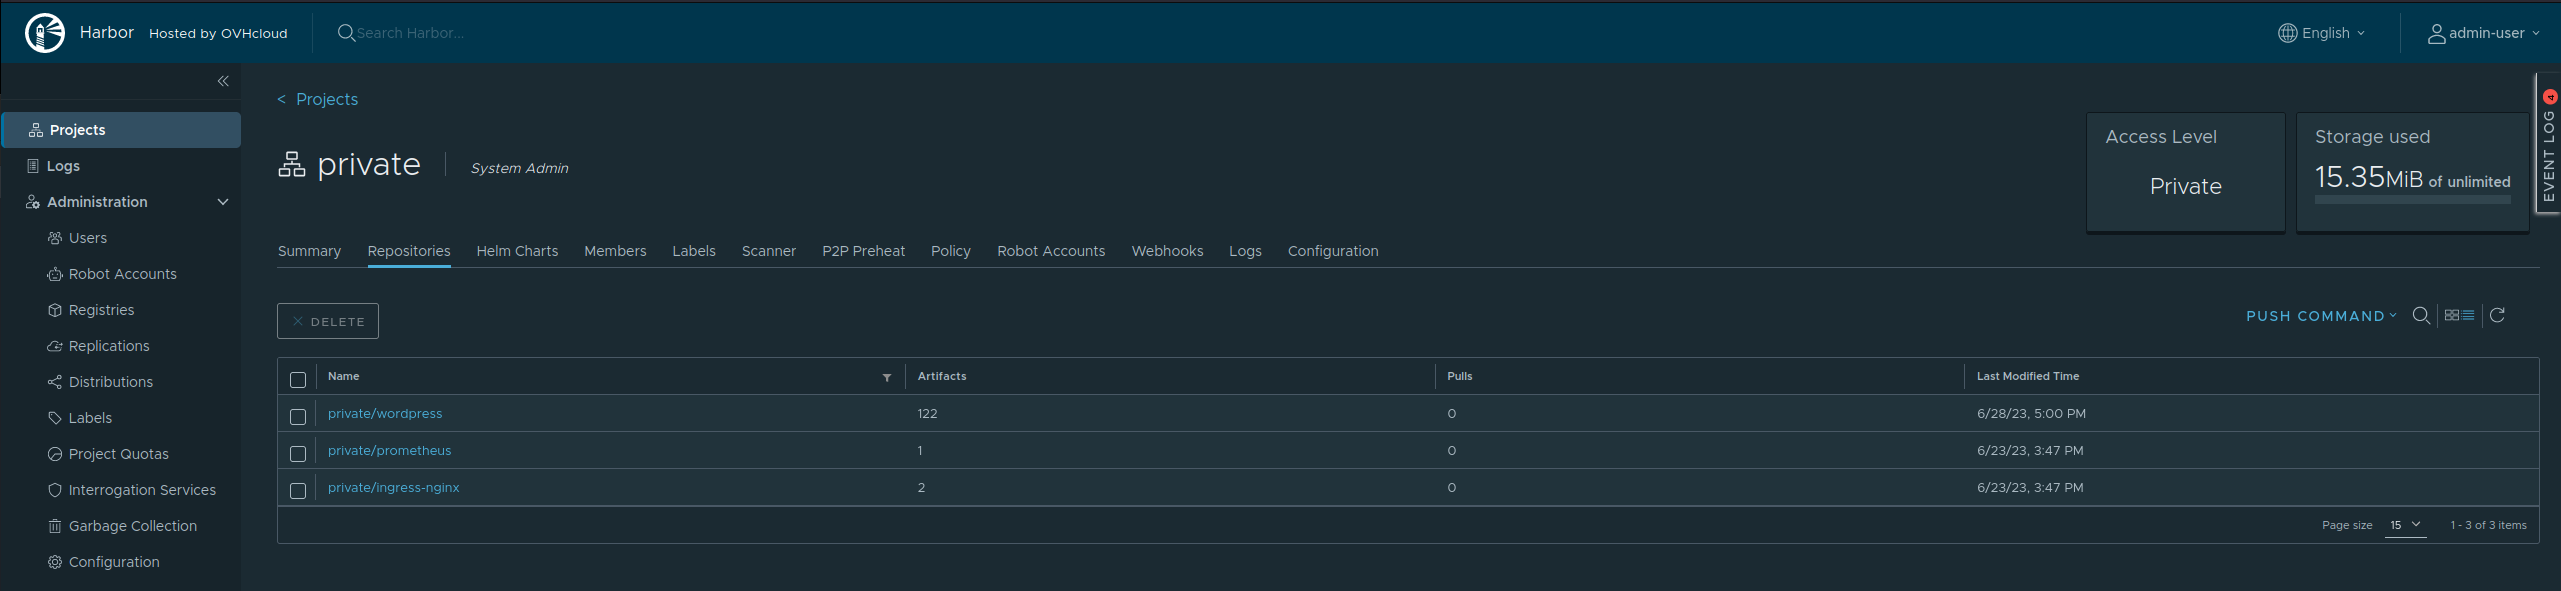 Harbor Hosted by OVHcloud Search Harbor... English admin-user
Projects
Logs
Administration
Users
Robot Accounts
Registries
Replications
Distributions
Labels
Project Quotas
Interrogation Services
Garbage Collection
Configuration
< Projects
private System Admin
Access Level
Private
Storage used
15.35MiB of unlimited
EVENT LOG 4
Summary Repositories Helm Charts Members Labels Scanner P2P Preheat Policy Robot Accounts Webhooks Logs Configuration
DELETE
PUSH COMMAND
Name Artifacts Pulls Last Modified Time
private/wordpress 122 0 6/28/23, 5:00 PM
private/prometheus 1 0 6/23/23, 3:47 PM
private/ingress-nginx 2 0 6/23/23, 3:47 PM
Page size 15 1 - 3 of 3 items